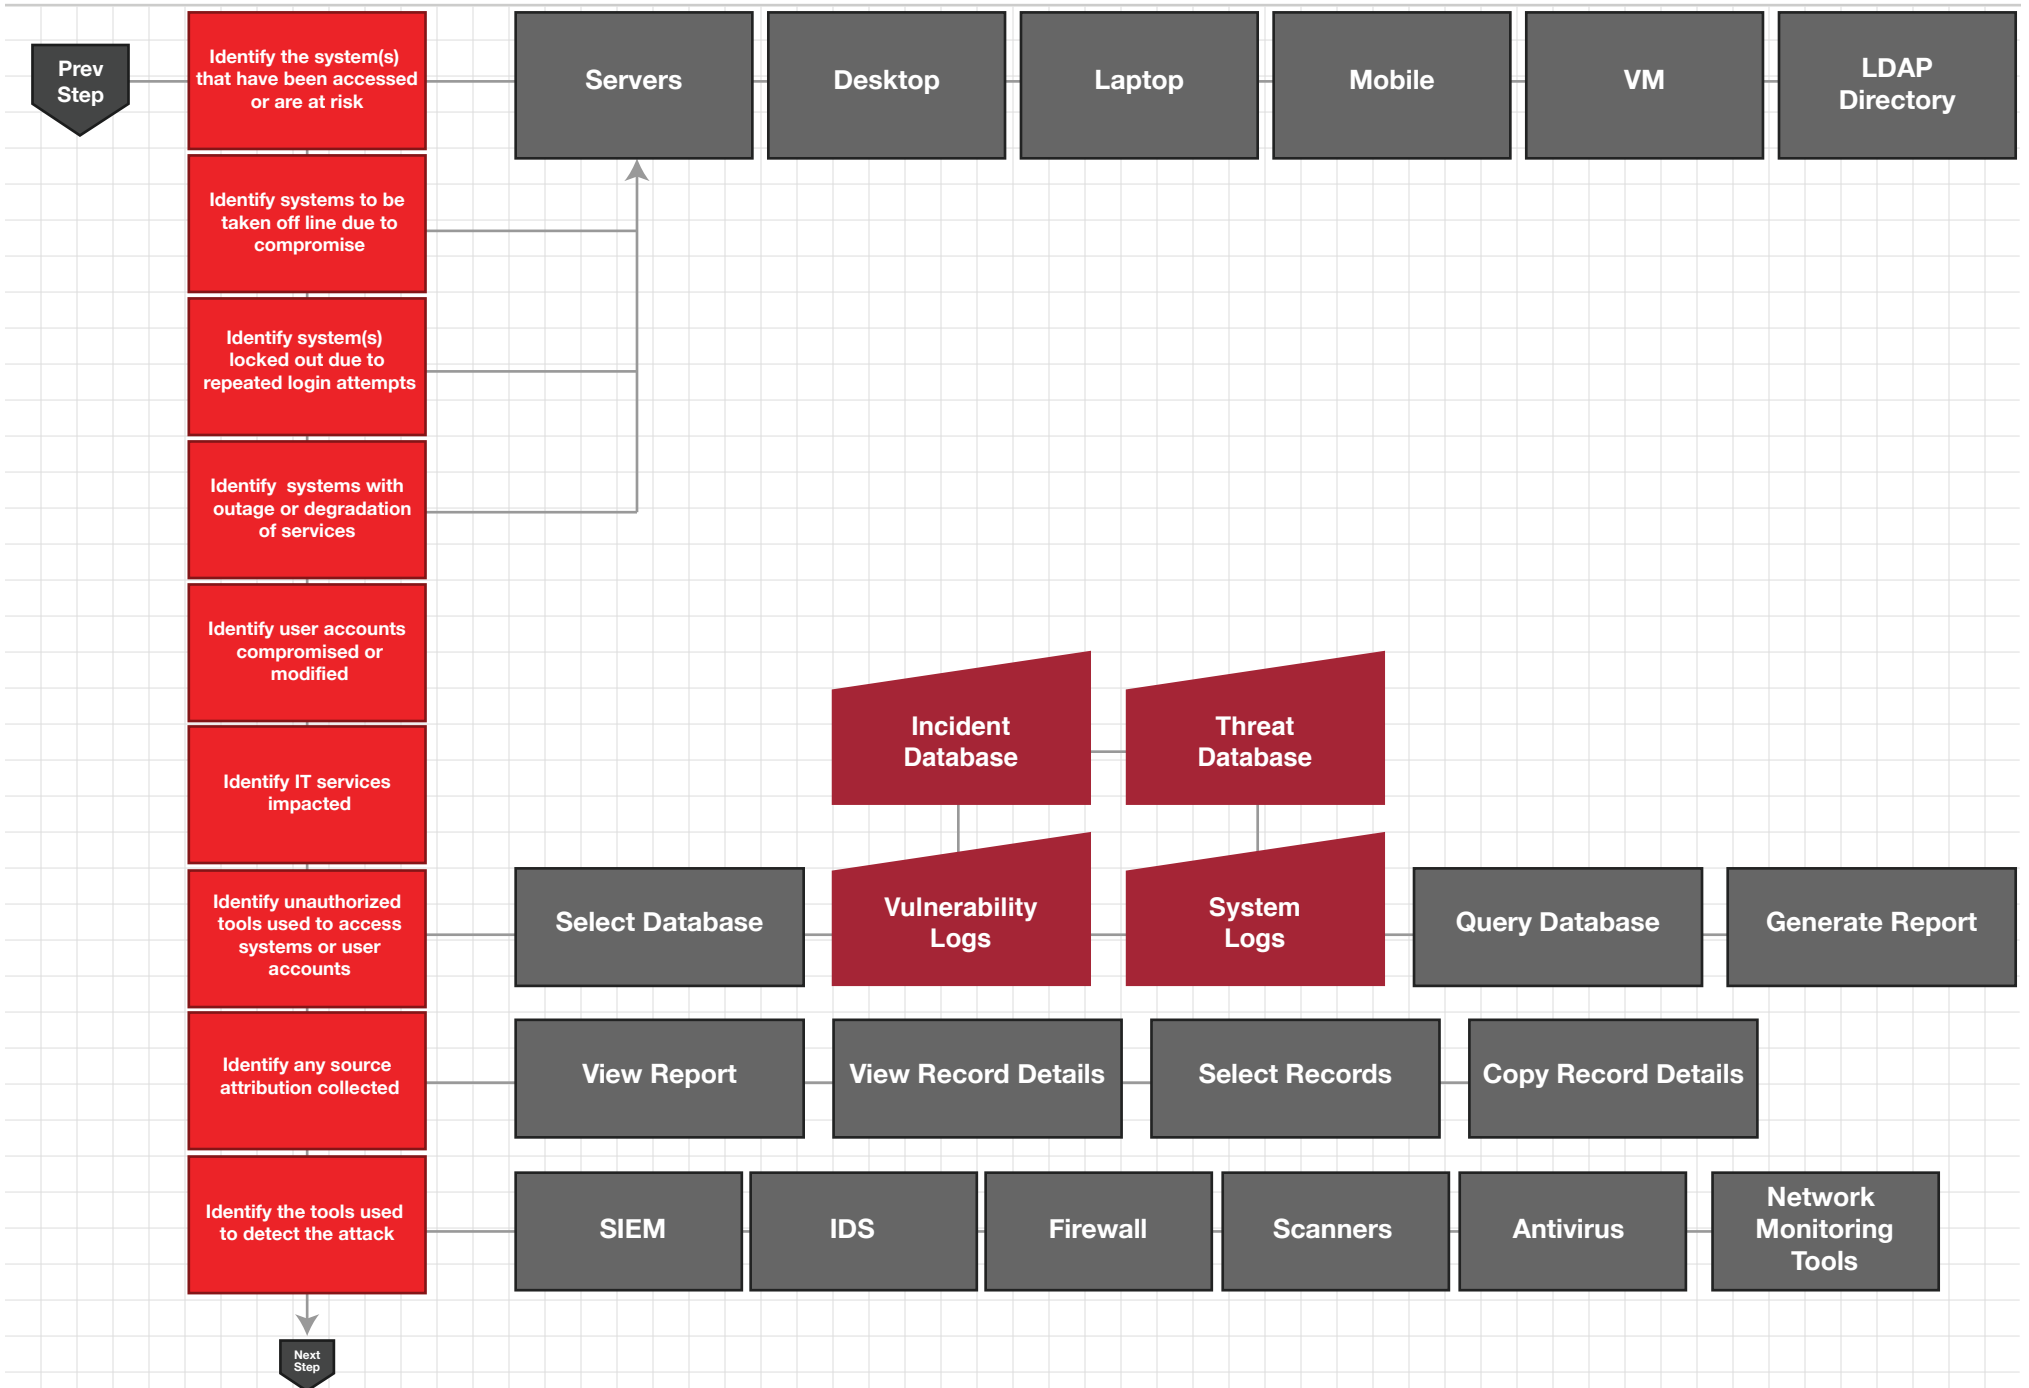 Prev
Step
Identify the system(s)
that have been accessed
or are at risk
Servers
Desktop
Laptop
Mobile
VM
LDAP
Directory
Identify systems to be
taken off line due to
compromise
Identify system(s)
locked out due to
repeated login attempts
Identify systems with
outage or degradation
of services
Identify user accounts
compromised or
modified
Incident
Database
Threat
Database
Identify IT services
impacted
Identify unauthorized
tools used to access
systems or user
accounts
Select Database
Vulnerability
Logs
System
Logs
Query Database
Generate Report
Identify any source
attribution collected
View Report
View Record Details
Select Records
Copy Record Details
Identify the tools used
to detect the attack
SIEM
IDS
Firewall
Scanners
Antivirus
Network
Monitoring
Tools
Next
Step